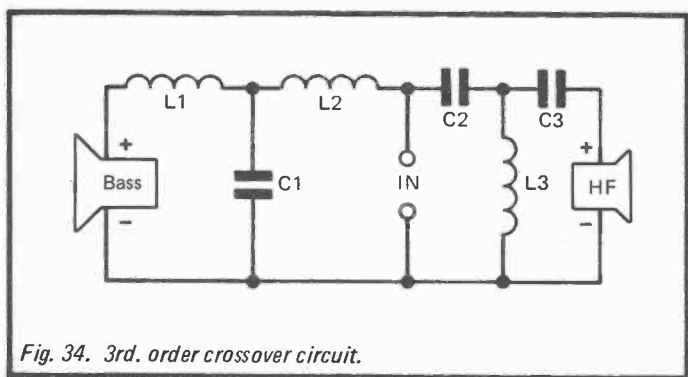 L1
L2
C2
C3
C1
IN
L3
+
Bass
−
+
HF
−
Fig. 34. 3rd. order crossover circuit.